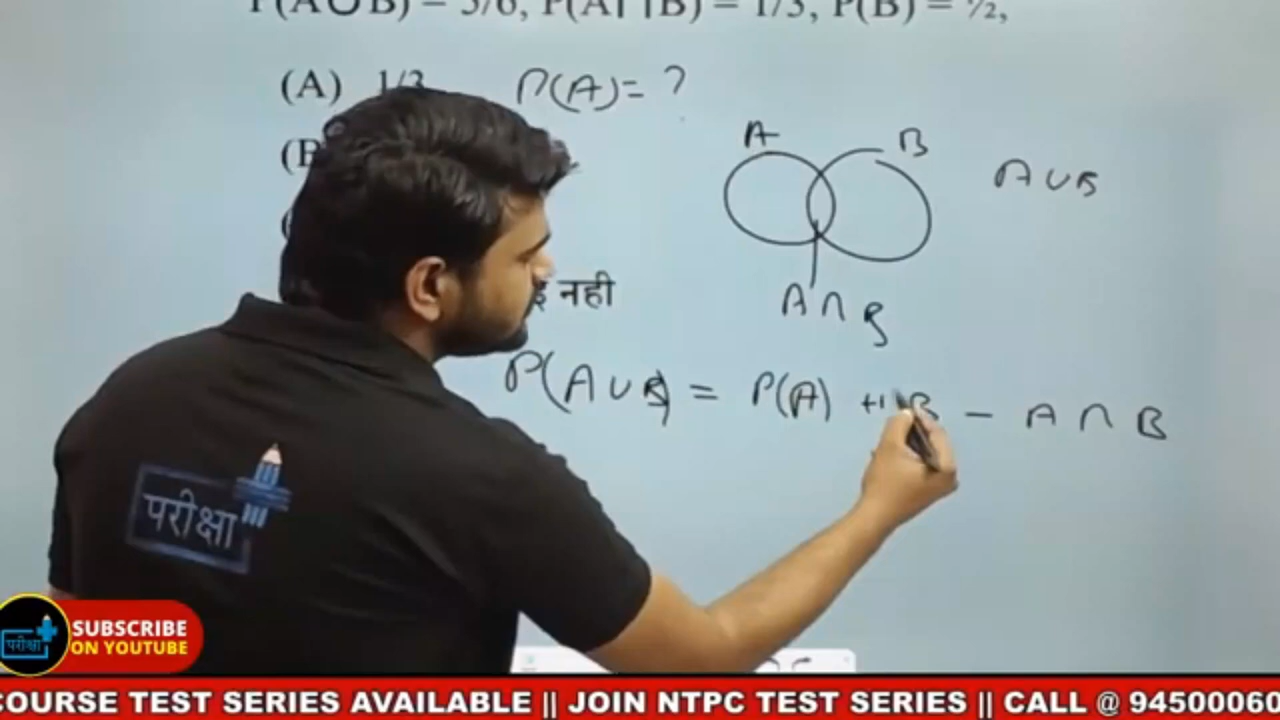 P(A∪B) = 5/6, P(A∩B) = 1/3, P(B) = ½,
(A) 1/3
P(A) = ?
A B
A∪B
नही
A∩B
P(A∪B) = P(A) + B - A∩B
परीक्षा
परीक्षा
SUBSCRIBE
ON YOUTUBE
COURSE TEST SERIES AVAILABLE || JOIN NTPC TEST SERIES || CALL @ 94500060